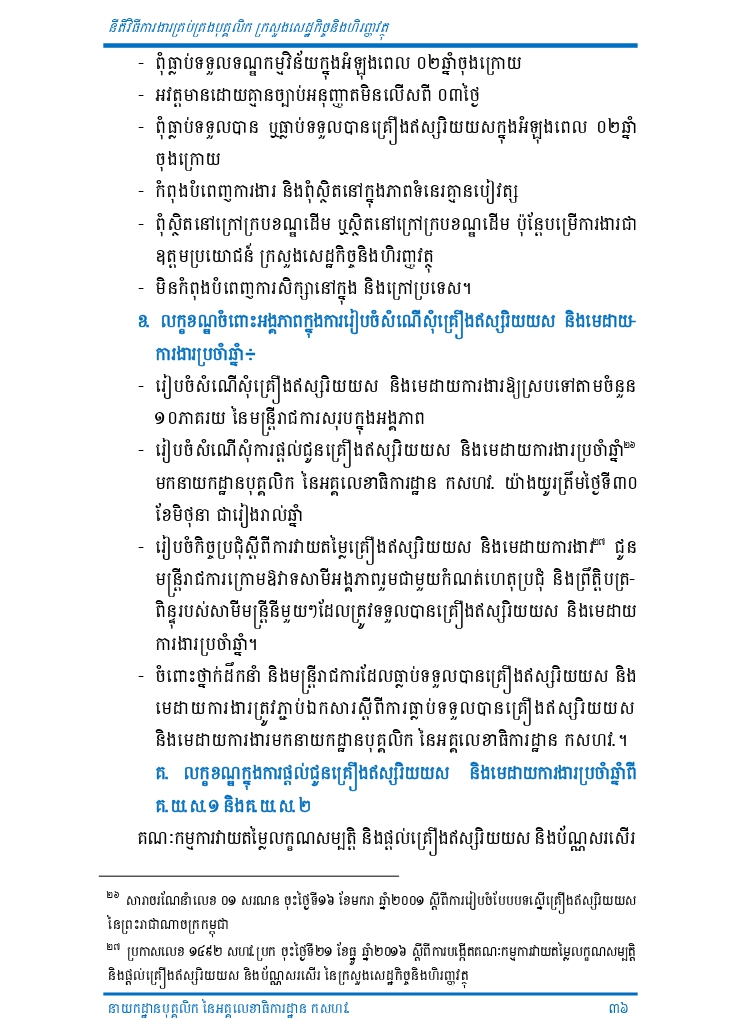 នីតិវិធីការងារគ្រប់គ្រងបុគ្គលិក ក្រសួងសេដ្ឋកិច្ចនិងហិរញ្ញវត្ថុ
- ពុំធ្លាប់ទទួលទណ្ឌកម្មវិន័យក្នុងអំឡុងពេល ០២ឆ្នាំចុងក្រោយ
- អវត្តមានដោយគ្មានច្បាប់អនុញ្ញាតមិនលើសពី ០៣ថ្ងៃ
- ពុំធ្លាប់ទទួលបាន ឬធ្លាប់ទទួលបានគ្រឿងឥស្សរិយយសក្នុងអំឡុងពេល ០២ឆ្នាំ
ចុងក្រោយ
- កំពុងបំពេញការងារ និងពុំស្ថិតនៅក្នុងភាពទំនេរគ្មានបៀវត្ស
- ពុំស្ថិតនៅក្រៅក្របខណ្ឌដើម ឬស្ថិតនៅក្រៅក្របខណ្ឌដើម ប៉ុន្តែបម្រើការងារជា
ឧត្តមប្រយោជន៍ ក្រសួងសេដ្ឋកិច្ចនិងហិរញ្ញវត្ថុ
- មិនកំពុងបំពេញការសិក្សានៅក្នុង និងក្រៅប្រទេស។
ខ. លក្ខខណ្ឌចំពោះអង្គភាពក្នុងការរៀបចំសំណើសុំគ្រឿងឥស្សរិយយស និងមេដាយ-
ការងារប្រចាំឆ្នាំ÷
- រៀបចំសំណើសុំគ្រឿងឥស្សរិយយស និងមេដាយការងារឱ្យស្របទៅតាមចំនួន
១០ភាគរយ នៃមន្ត្រីរាជការសរុបក្នុងអង្គភាព
- រៀបចំសំណើសុំការផ្តល់ជូនគ្រឿងឥស្សរិយយស និងមេដាយការងារប្រចាំឆ្នាំ២៦
មកនាយកដ្ឋានបុគ្គលិក នៃអគ្គលេខាធិការដ្ឋាន កសហវ. យ៉ាងយូរត្រឹមថ្ងៃទី៣០
ខែមិថុនា ជារៀងរាល់ឆ្នាំ
- រៀបចំកិច្ចប្រជុំស្តីពីការវាយតម្លៃគ្រឿងឥស្សរិយយស និងមេដាយការងារ២៧ ជូន
មន្ត្រីរាជការក្រោមឱវាទសាមីអង្គភាពរួមជាមួយកំណត់ហេតុប្រជុំ និងព្រឹត្តិបត្រ-
ពិន្ទុរបស់សាមីមន្ត្រីនីមួយៗដែលត្រូវទទួលបានគ្រឿងឥស្សរិយយស និងមេដាយ
ការងារប្រចាំឆ្នាំ។
- ចំពោះថ្នាក់ដឹកនាំ និងមន្ត្រីរាជការដែលធ្លាប់ទទួលបានគ្រឿងឥស្សរិយយស និង
មេដាយការងារត្រូវភ្ជាប់ឯកសារស្តីពីការធ្លាប់ទទួលបានគ្រឿងឥស្សរិយយស
និងមេដាយការងារមកនាយកដ្ឋានបុគ្គលិក នៃអគ្គលេខាធិការដ្ឋាន កសហវ.។
គ. លក្ខខណ្ឌក្នុងការផ្តល់ជូនគ្រឿងឥស្សរិយយស និងមេដាយការងារប្រចាំឆ្នាំពី
គ.យ.ស.១ និងគ.យ.ស.២
គណៈកម្មការវាយតម្លៃលក្ខណសម្បត្តិ និងផ្តល់គ្រឿងឥស្សរិយយស និងប័ណ្ណសរសើរ
២៦ សារាចរណែនាំលេខ ០១ សរណន ចុះថ្ងៃទី១៦ ខែមករា ឆ្នាំ២០០១ ស្តីពីការរៀបចំបែបបទស្នើគ្រឿងឥស្សរិយយស
នៃព្រះរាជាណាចក្រកម្ពុជា
២៧ ប្រកាសលេខ ១៤៩២ សហវ.ប្រក ចុះថ្ងៃទី២១ ខែធ្នូ ឆ្នាំ២០១៦ ស្តីពីការបង្កើតគណៈកម្មការវាយតម្លៃលក្ខណសម្បត្តិ
និងផ្តល់គ្រឿងឥស្សរិយយស និងប័ណ្ណសរសើរ នៃក្រសួងសេដ្ឋកិច្ចនិងហិរញ្ញវត្ថុ
នាយកដ្ឋានបុគ្គលិក នៃអគ្គលេខាធិការដ្ឋាន កសហវ. ៣៦